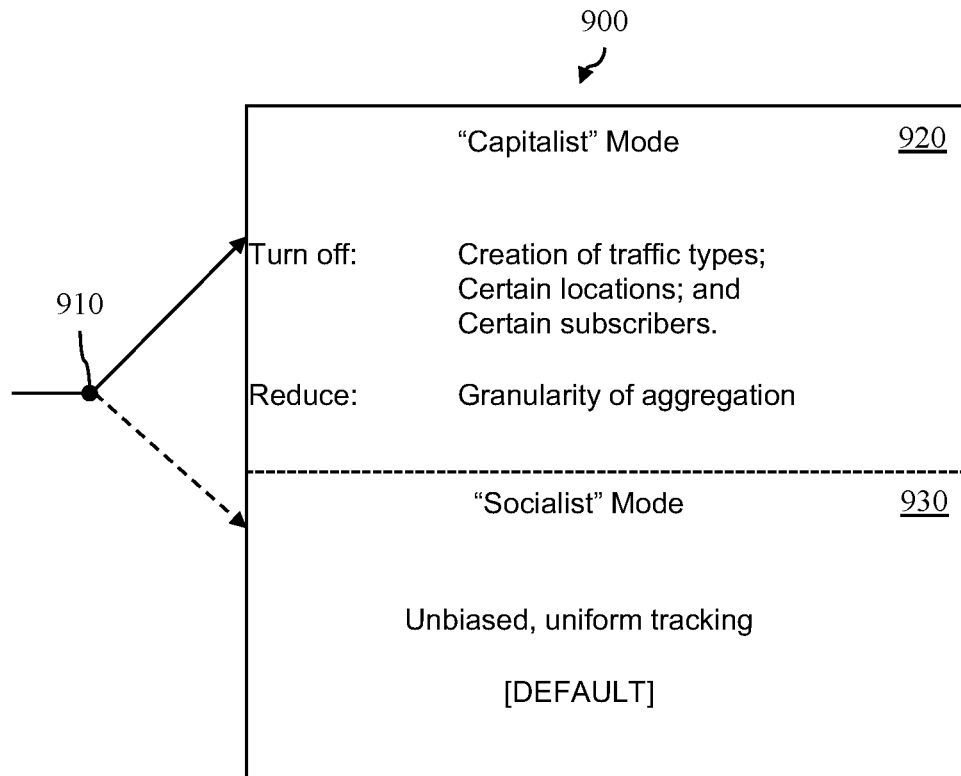 900
“Capitalist” Mode 920
Turn off: Creation of traffic types;
Certain locations; and
Certain subscribers.
910
Reduce: Granularity of aggregation
“Socialist” Mode 930
Unbiased, uniform tracking
[DEFAULT]